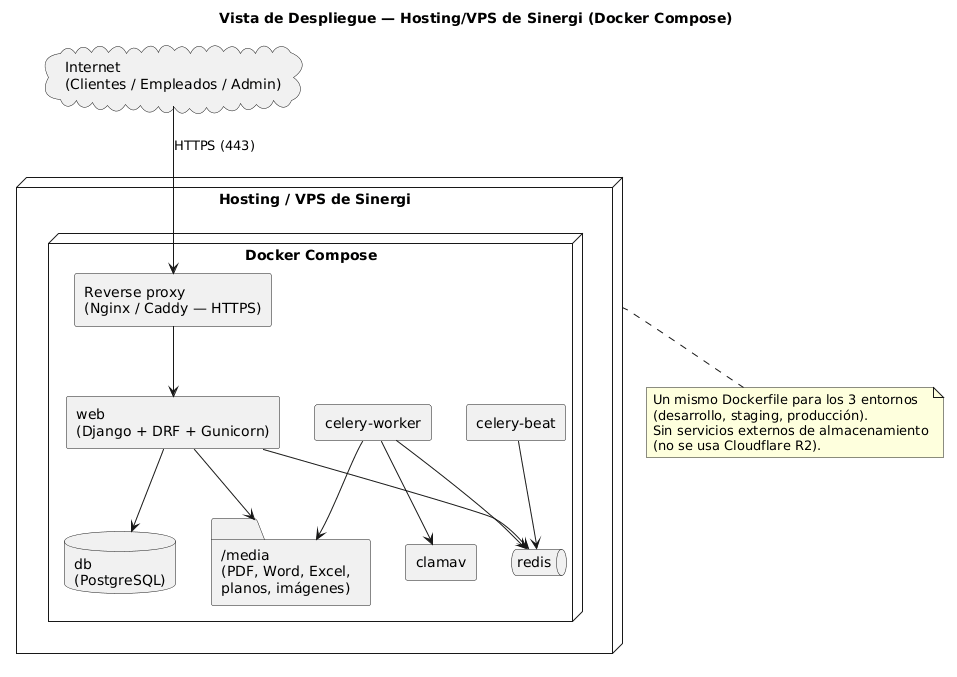 Vista de Despliegue — Hosting/VPS de Sinergi (Docker Compose)
Internet
(Clientes / Empleados / Admin)
HTTPS (443)
Hosting / VPS de Sinergi
Docker Compose
Reverse proxy
(Nginx / Caddy — HTTPS)
web
(Django + DRF + Gunicorn)
celery-worker
celery-beat
Un mismo Dockerfile para los 3 entornos
(desarrollo, staging, producción).
Sin servicios externos de almacenamiento
(no se usa Cloudflare R2).
db
(PostgreSQL)
/media
(PDF, Word, Excel,
planos, imágenes)
clamav
redis